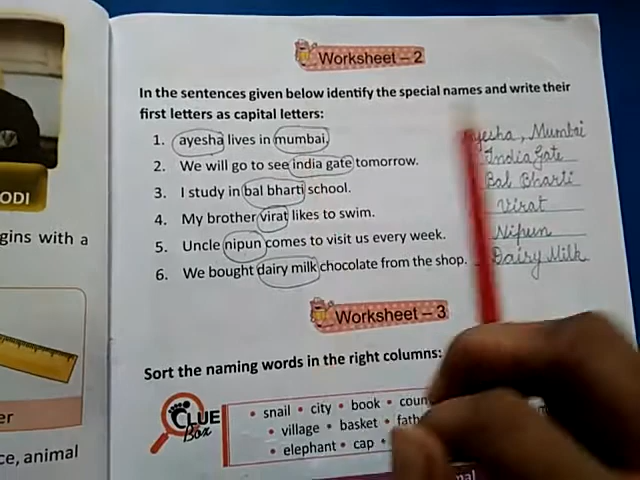 Worksheet – 2
In the sentences given below identify the special names and write their
first letters as capital letters:
1. ayesha lives in mumbai. Ayesha, Mumbai
2. We will go to see india gate tomorrow. India Gate
3. I study in bal bharti school. Bal Bharti
4. My brother virat likes to swim. Virat
5. Uncle nipun comes to visit us every week. Nipun
6. We bought dairy milk chocolate from the shop. Dairy Milk
Worksheet – 3
Sort the naming words in the right columns:
CLUE
Box
• snail • city • book • coun
• village • basket • fath
• elephant • cap •
ODI
gins with a
er
ce, animal